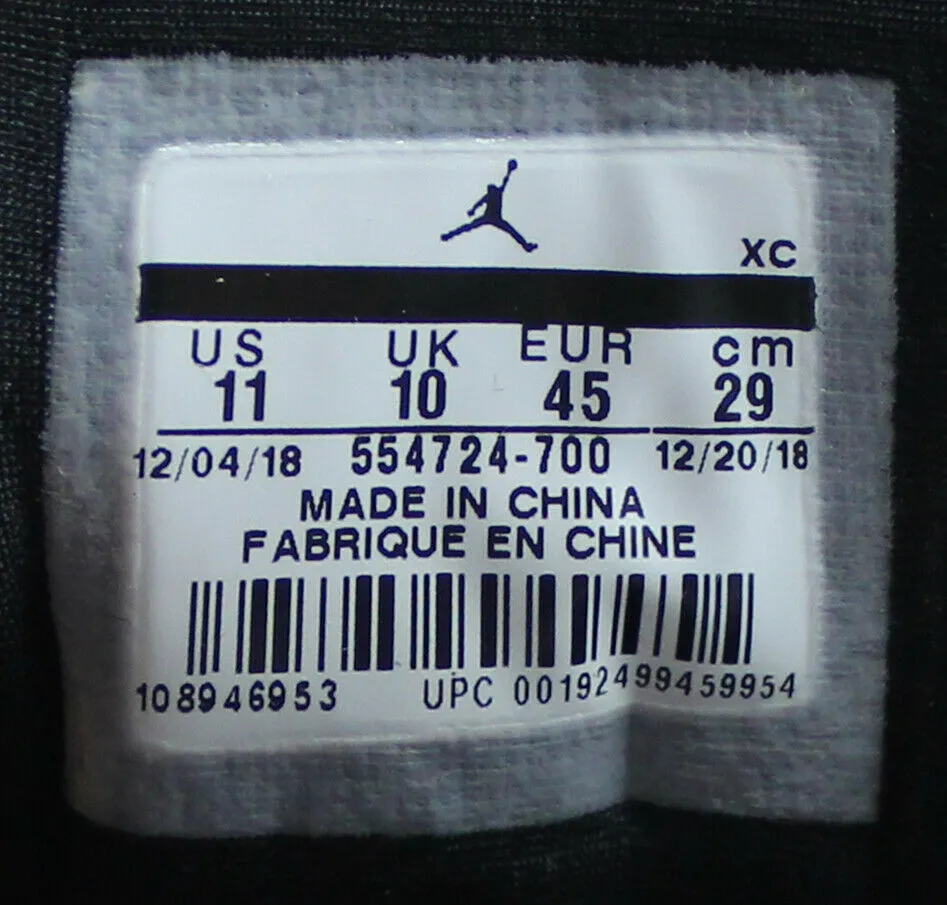 XC
US UK EUR cm
11 10 45 29
12/04/18 554724-700 12/20/18
MADE IN CHINA
FABRIQUE EN CHINE
108946953 UPC 00192499459954